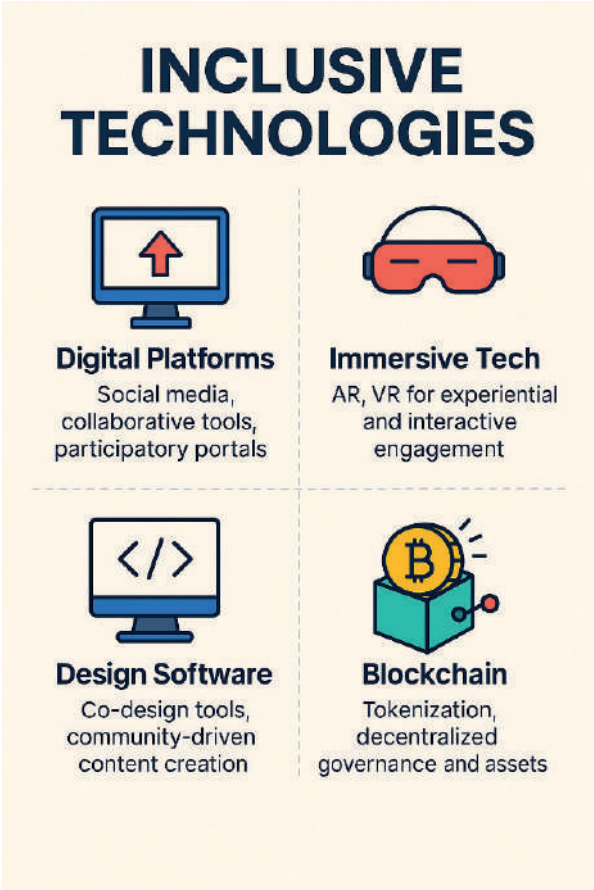 INCLUSIVE
TECHNOLOGIES
Digital Platforms
Social media,
collaborative tools,
participatory portals
Immersive Tech
AR, VR for experiential
and interactive
engagement
</>
Design Software
Co-design tools,
community-driven
content creation
Blockchain
Tokenization,
decentralized
governance and assets